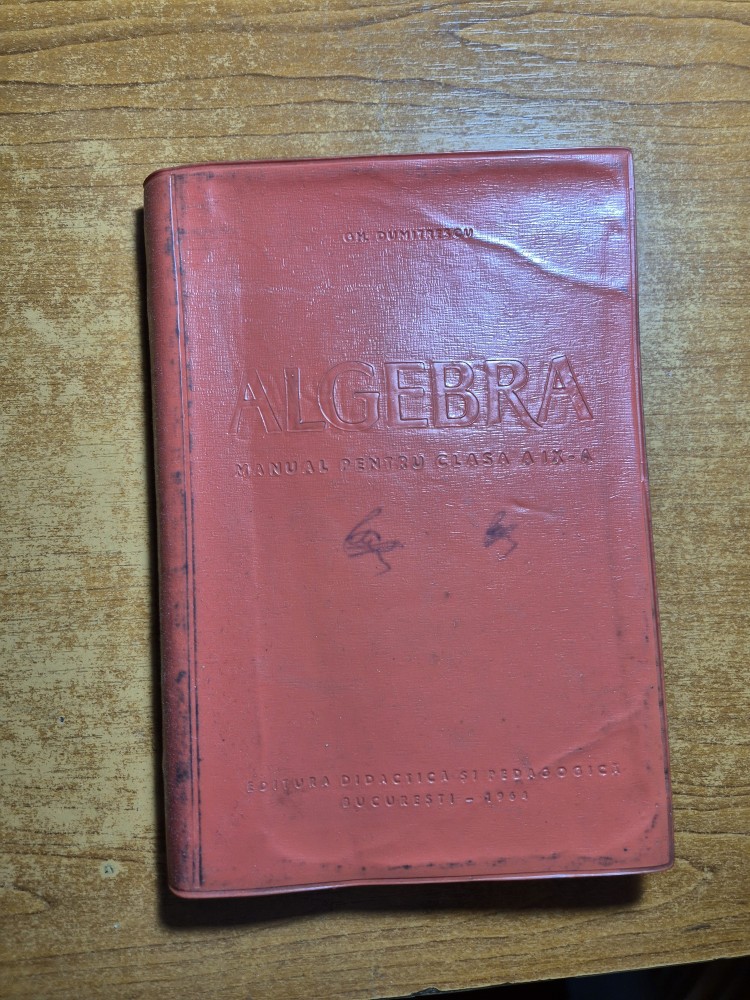 GH. DUMITRESCU
ALGEBRA
MANUAL PENTRU CLASA A IX-A
EDITURA DIDACTICĂ ȘI PEDAGOGICĂ
BUCUREȘTI –